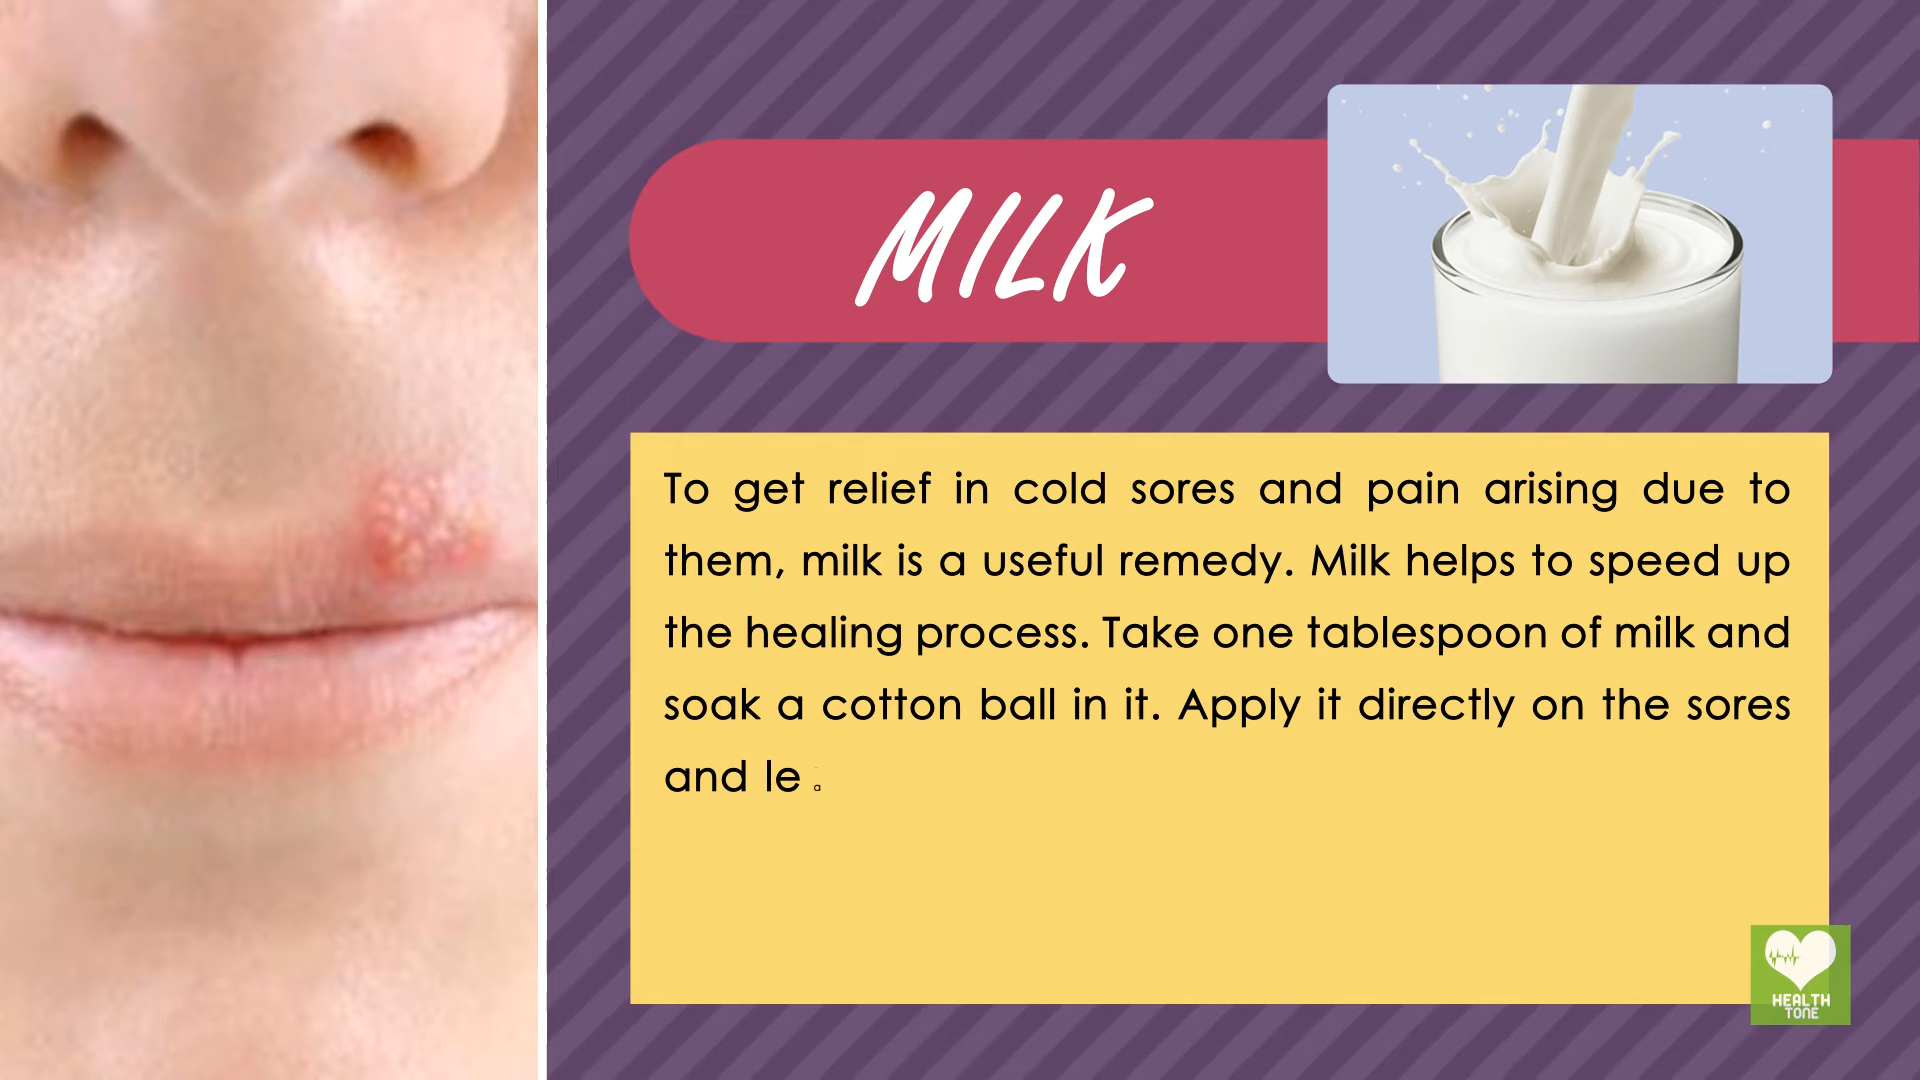 MILK
To get relief in cold sores and pain arising due to
them, milk is a useful remedy. Milk helps to speed up
the healing process. Take one tablespoon of milk and
soak a cotton ball in it. Apply it directly on the sores
and le
HEALTH
TONE